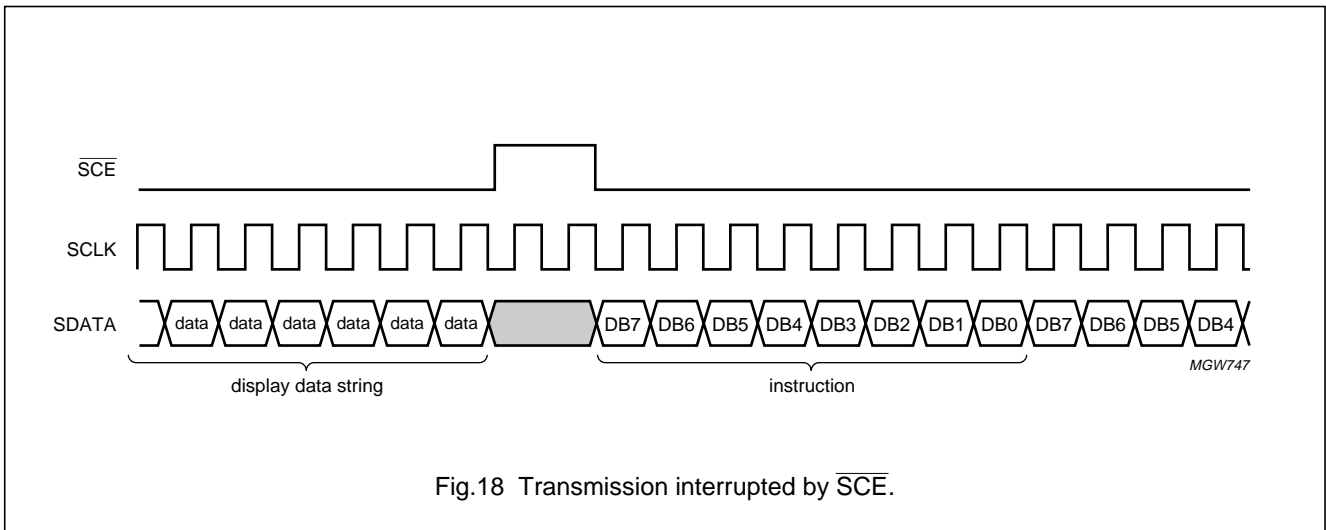 SCE
SCLK
SDATA data data data data data data DB7 DB6 DB5 DB4 DB3 DB2 DB1 DB0 DB7 DB6 DB5 DB4
MGW747
display data string instruction
Fig.18 Transmission interrupted by SCE.